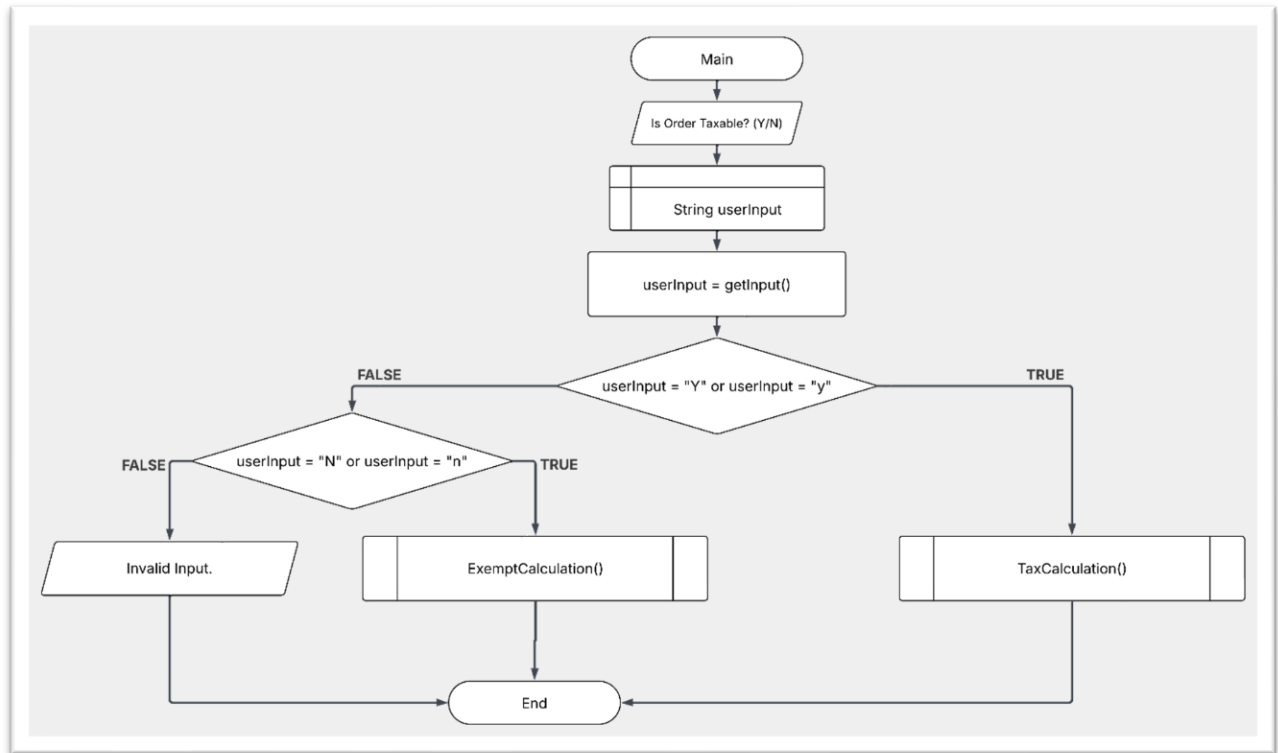 Main
Is Order Taxable? (Y/N)
String userInput
userInput = getInput()
userInput = "Y" or userInput = "y"
FALSE
TRUE
userInput = "N" or userInput = "n"
FALSE
TRUE
Invalid Input.
ExemptCalculation()
TaxCalculation()
End